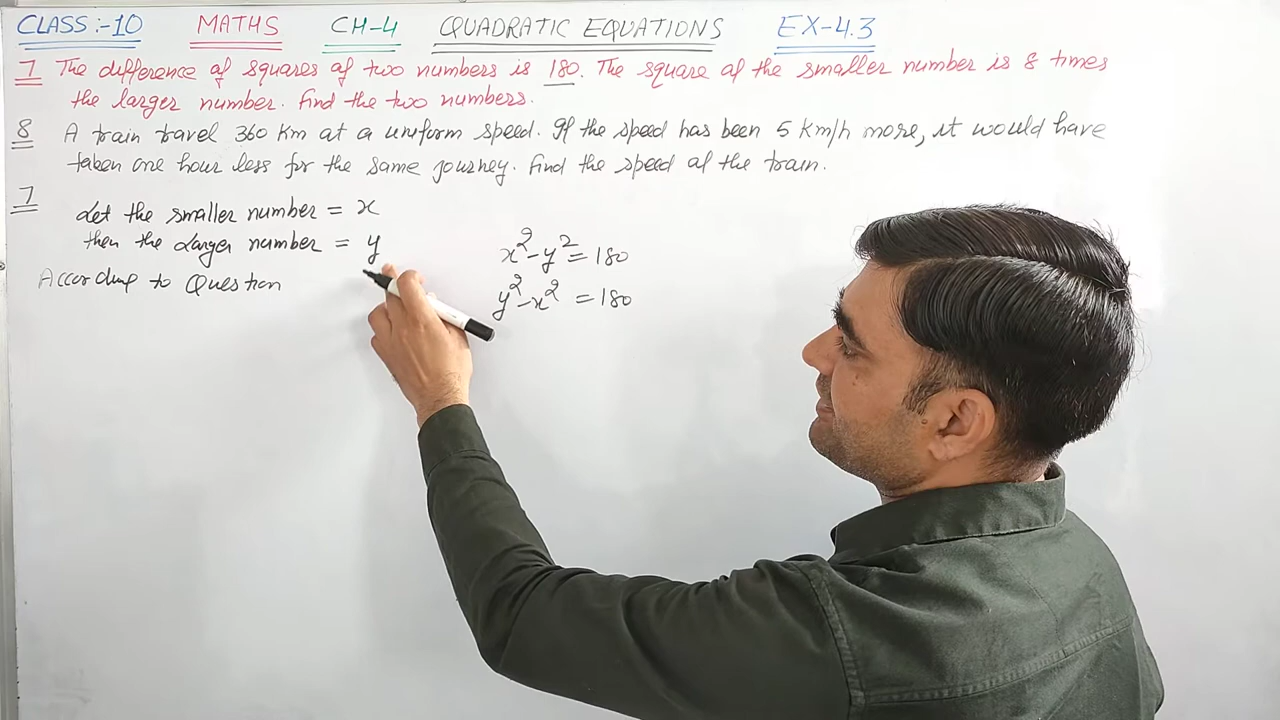 CLASS:-10 MATHS CH-4 QUADRATIC EQUATIONS EX-4.3
7 The difference of squares of two numbers is 180. The square of the smaller number is 8 times
the larger number. Find the two numbers.
8 A train travel 360 Km at a uniform speed. If the speed has been 5 km/h more, it would have
taken one hour less for the same journey. Find the speed of the train.
7
Let the smaller number = x
then the Larger number = y
According to Question
x²-y²=180
y²-x²=180